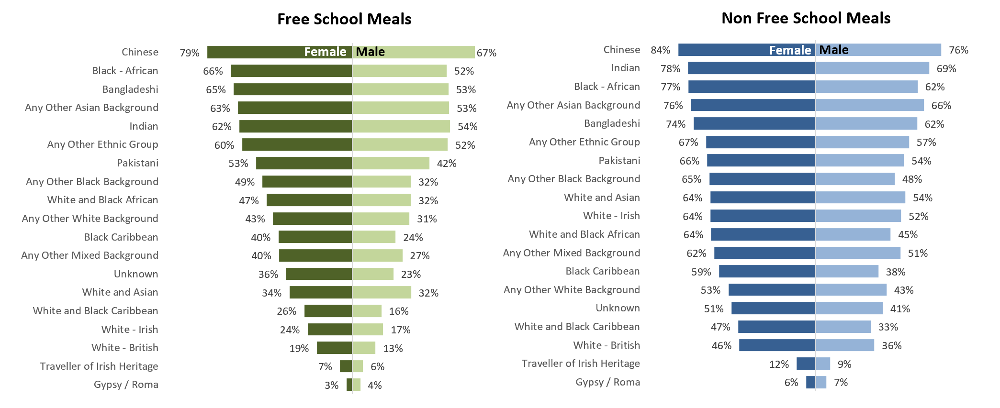 Free School Meals
Chinese 79% Female Male 67%
Black - African 66% 52%
Bangladeshi 65% 53%
Any Other Asian Background 63% 53%
Indian 62% 54%
Any Other Ethnic Group 60% 52%
Pakistani 53% 42%
Any Other Black Background 49% 32%
White and Black African 47% 32%
Any Other White Background 43% 31%
Black Caribbean 40% 24%
Any Other Mixed Background 40% 27%
Unknown 36% 23%
White and Asian 34% 32%
White and Black Caribbean 26% 16%
White - Irish 24% 17%
White - British 19% 13%
Traveller of Irish Heritage 7% 6%
Gypsy / Roma 3% 4%
Non Free School Meals
Chinese 84% Female Male 76%
Indian 78% 69%
Black - African 77% 62%
Any Other Asian Background 76% 66%
Bangladeshi 74% 62%
Any Other Ethnic Group 67% 57%
Pakistani 66% 54%
Any Other Black Background 65% 48%
White and Asian 64% 54%
White - Irish 64% 52%
White and Black African 64% 45%
Any Other Mixed Background 62% 51%
Black Caribbean 59% 38%
Any Other White Background 53% 43%
Unknown 51% 41%
White and Black Caribbean 47% 33%
White - British 46% 36%
Traveller of Irish Heritage 12% 9%
Gypsy / Roma 6% 7%